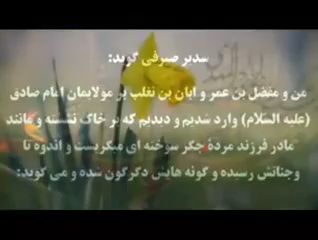 سدیر صیرفی گوید:
من و مفضل بن عمر و ابان بن تغلب بر مولایمان امام صادق
(علیه السلام) وارد شدیم و دیدیم که بر خاک نشسته و مانند
مادر فرزند مردهٔ جگر سوخته ای میگریست و اندوه تا
وجناتش رسیده و گونه هایش دگرگون شده و می گوید: